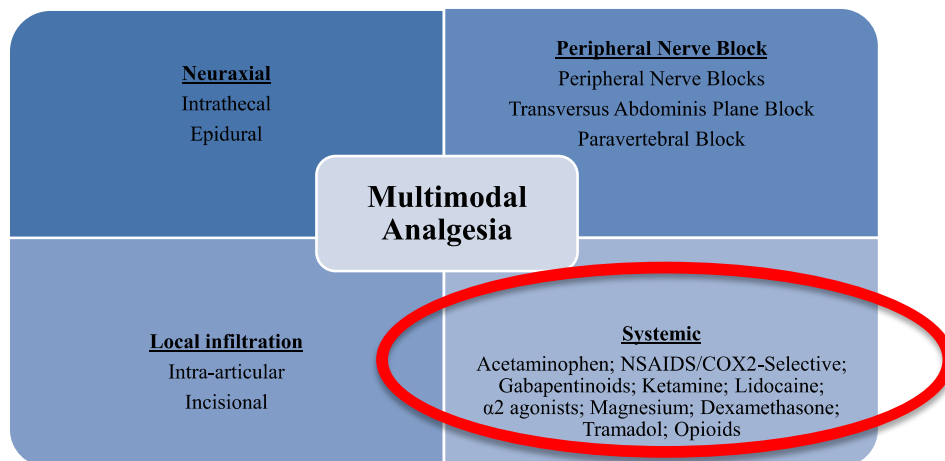 Neuraxial
Intrathecal
Epidural
Peripheral Nerve Block
Peripheral Nerve Blocks
Transversus Abdominis Plane Block
Paravertebral Block
Multimodal
Analgesia
Local infiltration
Intra-articular
Incisional
Systemic
Acetaminophen; NSAIDS/COX2-Selective;
Gabapentinoids; Ketamine; Lidocaine;
α2 agonists; Magnesium; Dexamethasone;
Tramadol; Opioids